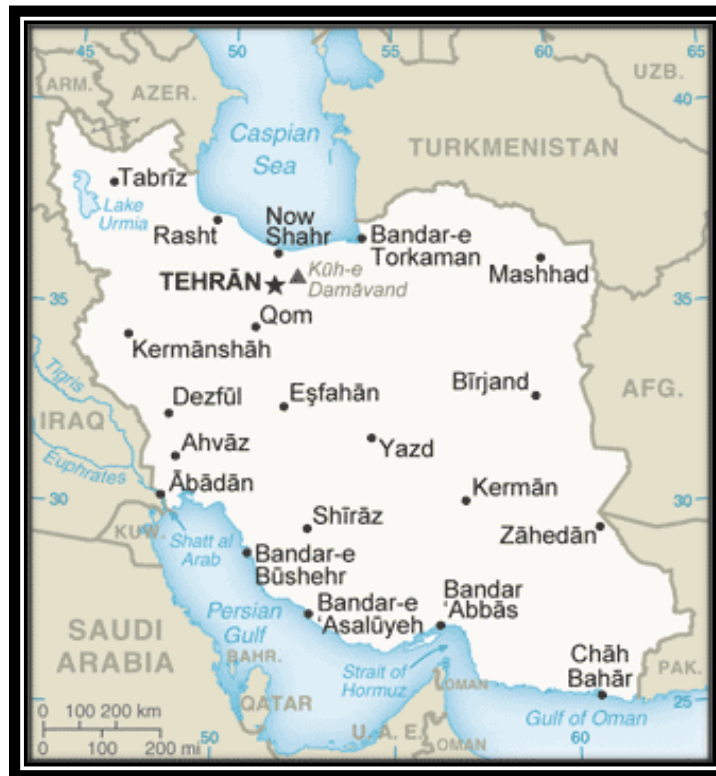 45
50
55
60
65
ARM.
AZER.
UZB.
40
40
Caspian
Sea
TURKMENISTAN
Tabrīz
Lake
Urmia
Rasht
Now
Shahr
Bandar-e
Torkaman
Mashhad
TEHRĀN
Kūh-e
Damāvand
35
35
Qom
Kermānshāh
Tigris
Dezfūl
Eşfahān
Bīrjand
AFG.
IRAQ
Ahvāz
Yazd
Euphrates
Ābādān
Kermān
30
30
Shīrāz
Zāhedān
KUW.
Shatt al
Arab
Bandar-e
Būshehr
Bandar
‘Abbās
Persian
Gulf
Bandar-e
‘Asalūyeh
SAUDI
ARABIA
BAHR.
Strait of
Hormuz
OMAN
Chāh
Bahār
PAK.
QATAR
25
Gulf of Oman
0 100 200 km
0 100 200 mi
50
U. A. E.
OMAN
60